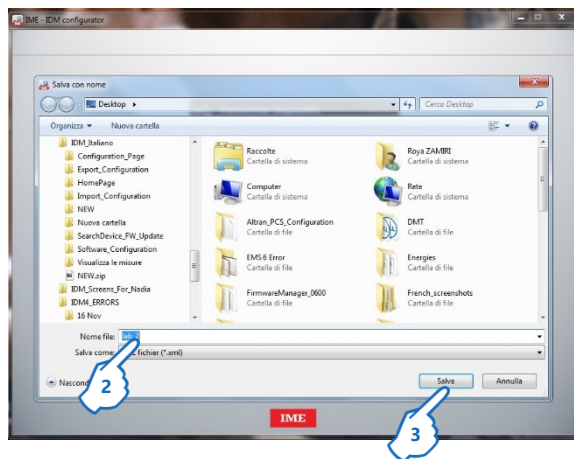 IME - IDM configurator
Salva con nome
Desktop
Cerca Desktop
Organizza
Nuova cartella
IDM_Italiano
Configuration_Page
Export_Configuration
HomePage
Import_Configuration
NEW
Nuova cartella
SearchDevice_FW_Update
Software_Configuration
Visualizza le misure
NEW.zip
IDM_Screens_For_Nadia
IDM4_ERRORS
16 Nov
Raccolte
Cartella di sistema
Roya ZAMIRI
Cartella di sistema
Computer
Cartella di sistema
Rete
Cartella di sistema
Altran_PCS_Configuration
Cartella di file
DMT
Cartella di file
EMS6 Error
Cartella di file
Energies
Cartella di file
FirmwareManager_0600
Cartella di file
French_screenshots
Cartella di file
Nome file:
Salva come:
fichier (*.xml)
Salva
Annulla
2
3
IME